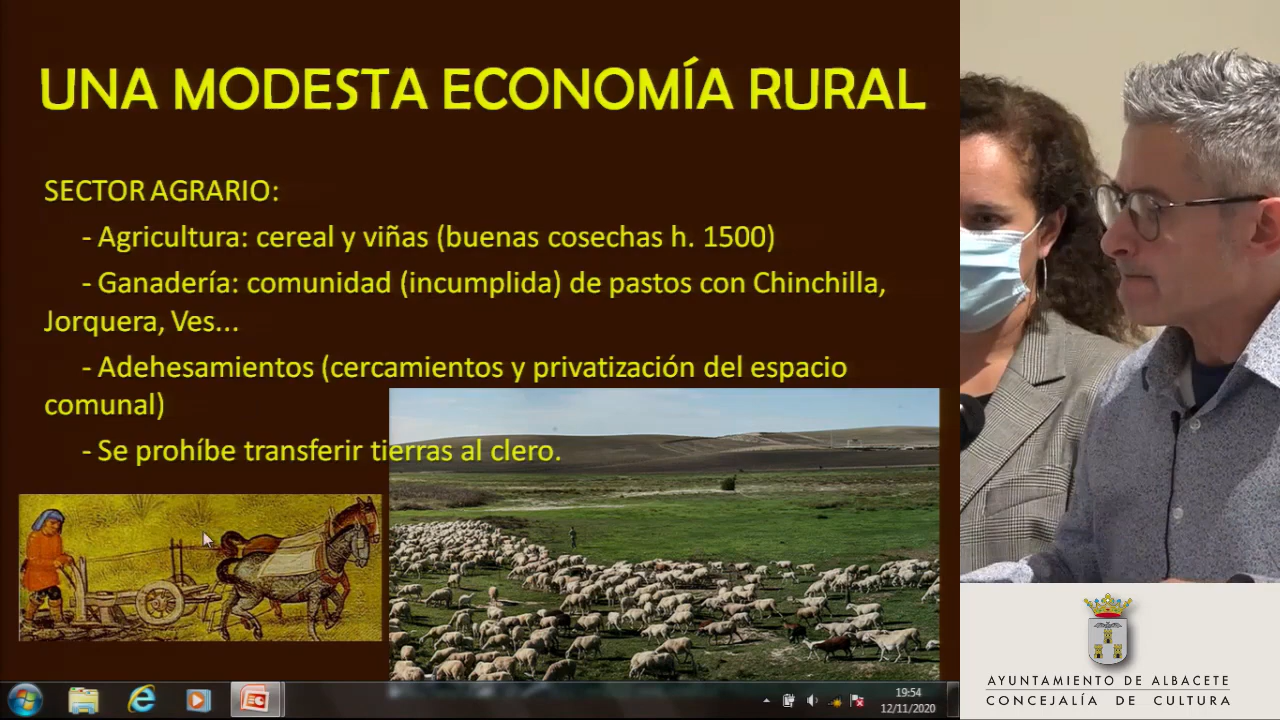 UNA MODESTA ECONOMÍA RURAL
SECTOR AGRARIO:
- Agricultura: cereal y viñas (buenas cosechas h. 1500)
- Ganadería: comunidad (incumplida) de pastos con Chinchilla,
Jorquera, Ves...
- Adehesamientos (cercamientos y privatización del espacio
comunal)
- Se prohíbe transferir tierras al clero.
19:54
12/11/2020
AYUNTAMIENTO DE ALBACETE
CONCEJALÍA DE CULTURA